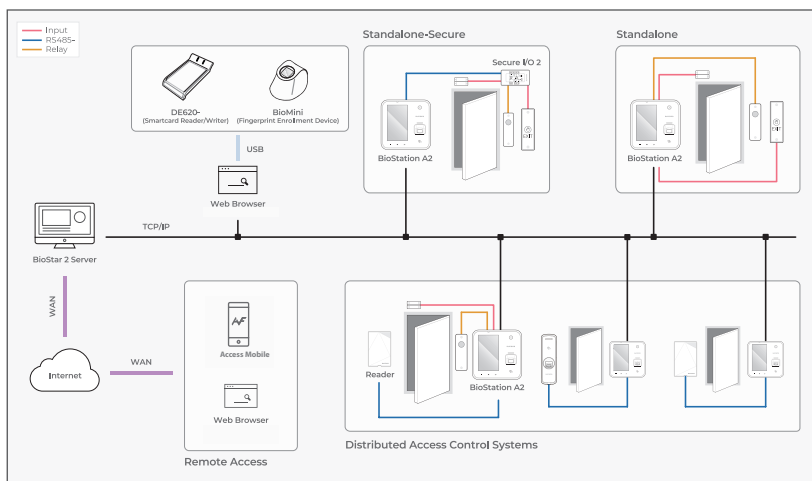 Input
RS485-
Relay
DE620-
(Smartcard Reader/Writer)
BioMini
(Fingerprint Enrollment Device)
USB
Web Browser
TCP/IP
BioStar 2 Server
WAN
Internet
WAN
Access Mobile
Web Browser
Remote Access
Standalone-Secure
Secure I/O 2
EXIT
BioStation A2
Standalone
EXIT
BioStation A2
Reader
BioStation A2
Distributed Access Control Systems